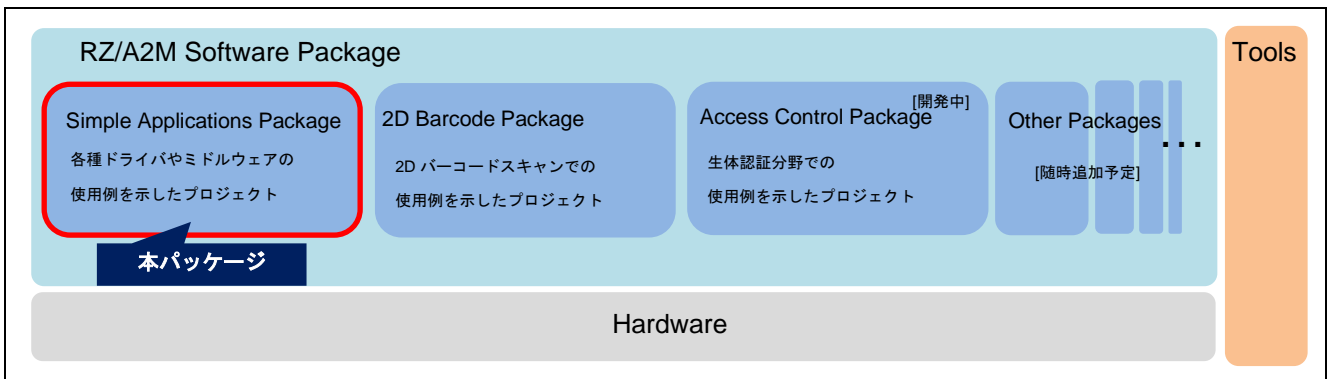 RZ/A2M Software Package
Tools
Simple Applications Package
各種ドライバやミドルウェアの
使用例を示したプロジェクト
本パッケージ
2D Barcode Package
2D バーコードスキャンでの
使用例を示したプロジェクト
[開発中]
Access Control Package
生体認証分野での
使用例を示したプロジェクト
Other Packages
...
[随時追加予定]
Hardware